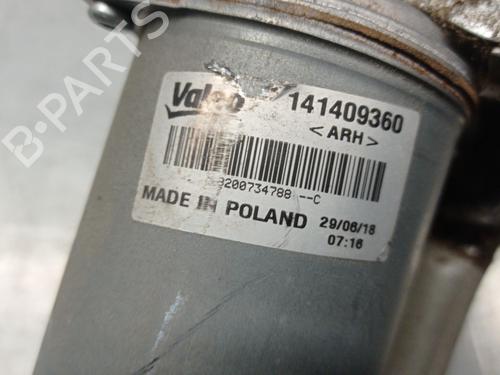 B-PARTS
Valeo 141409360
<ARH>
8200734788 --C
MADE IN POLAND 29/06/18
07:16